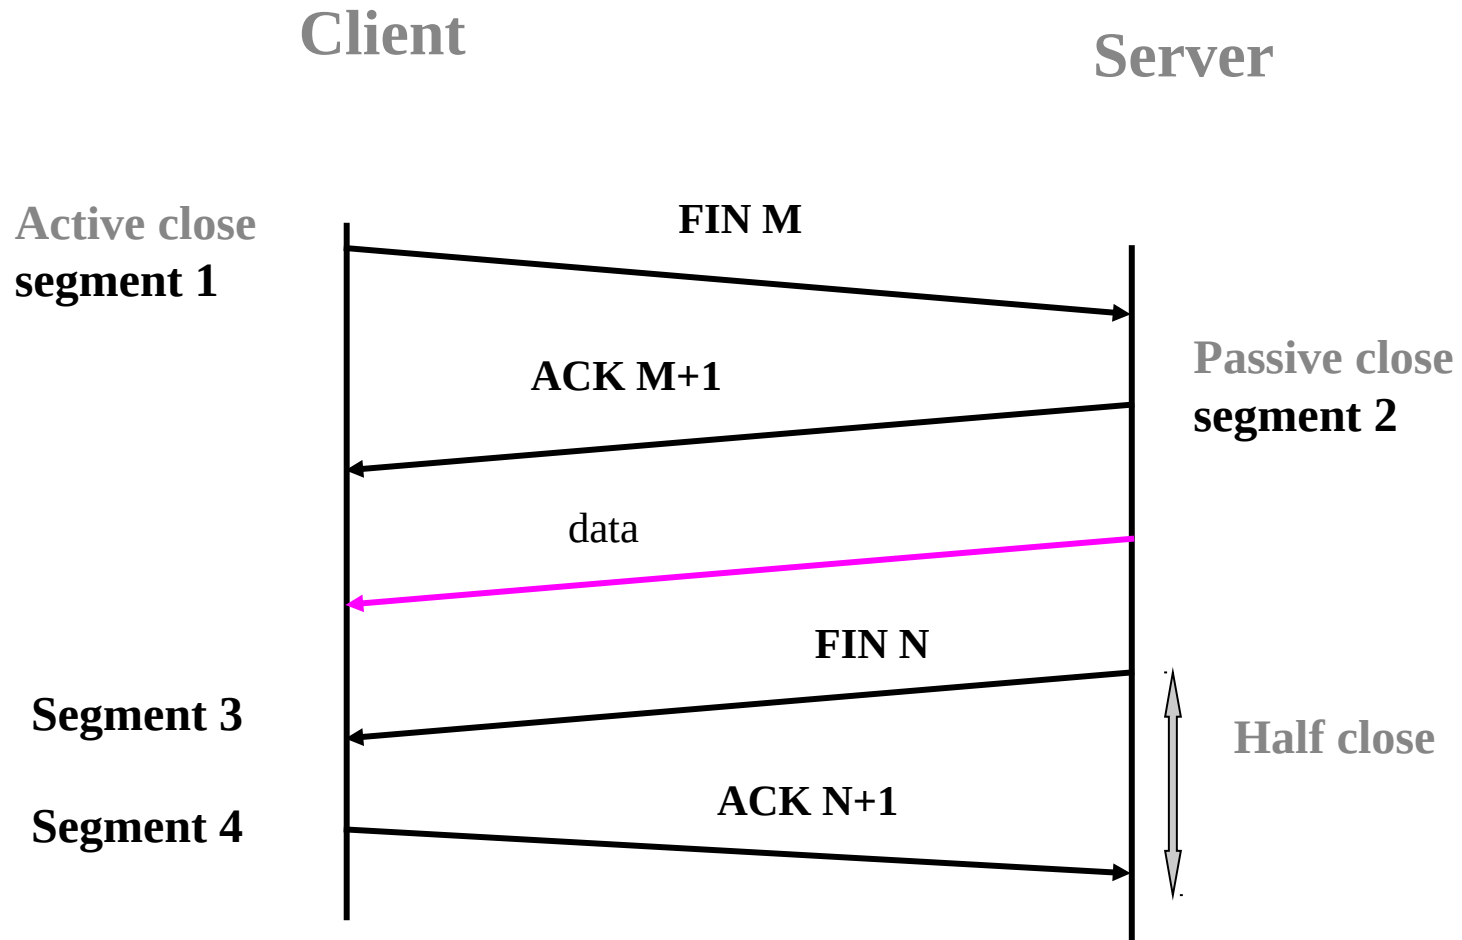 Client
Server
Active close
segment 1
FIN M
Passive close
segment 2
ACK M+1
data
FIN N
Segment 3
Half close
ACK N+1
Segment 4